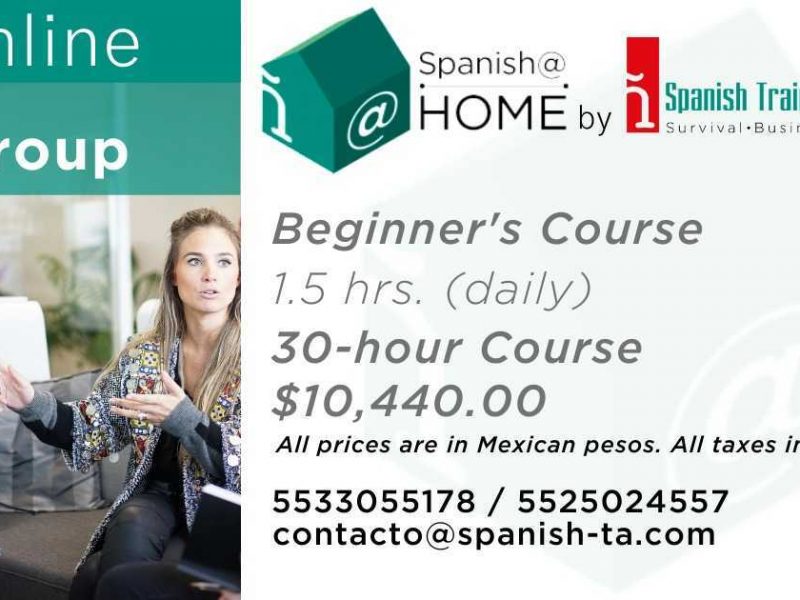 nline
roup
Spanish@
HOME by
ñ Spanish Trai
Survival•Busin
ñ @
Beginner's Course
1.5 hrs. (daily)
30-hour Course
$10,440.00
All prices are in Mexican pesos. All taxes in
5533055178 / 5525024557
contacto@spanish-ta.com